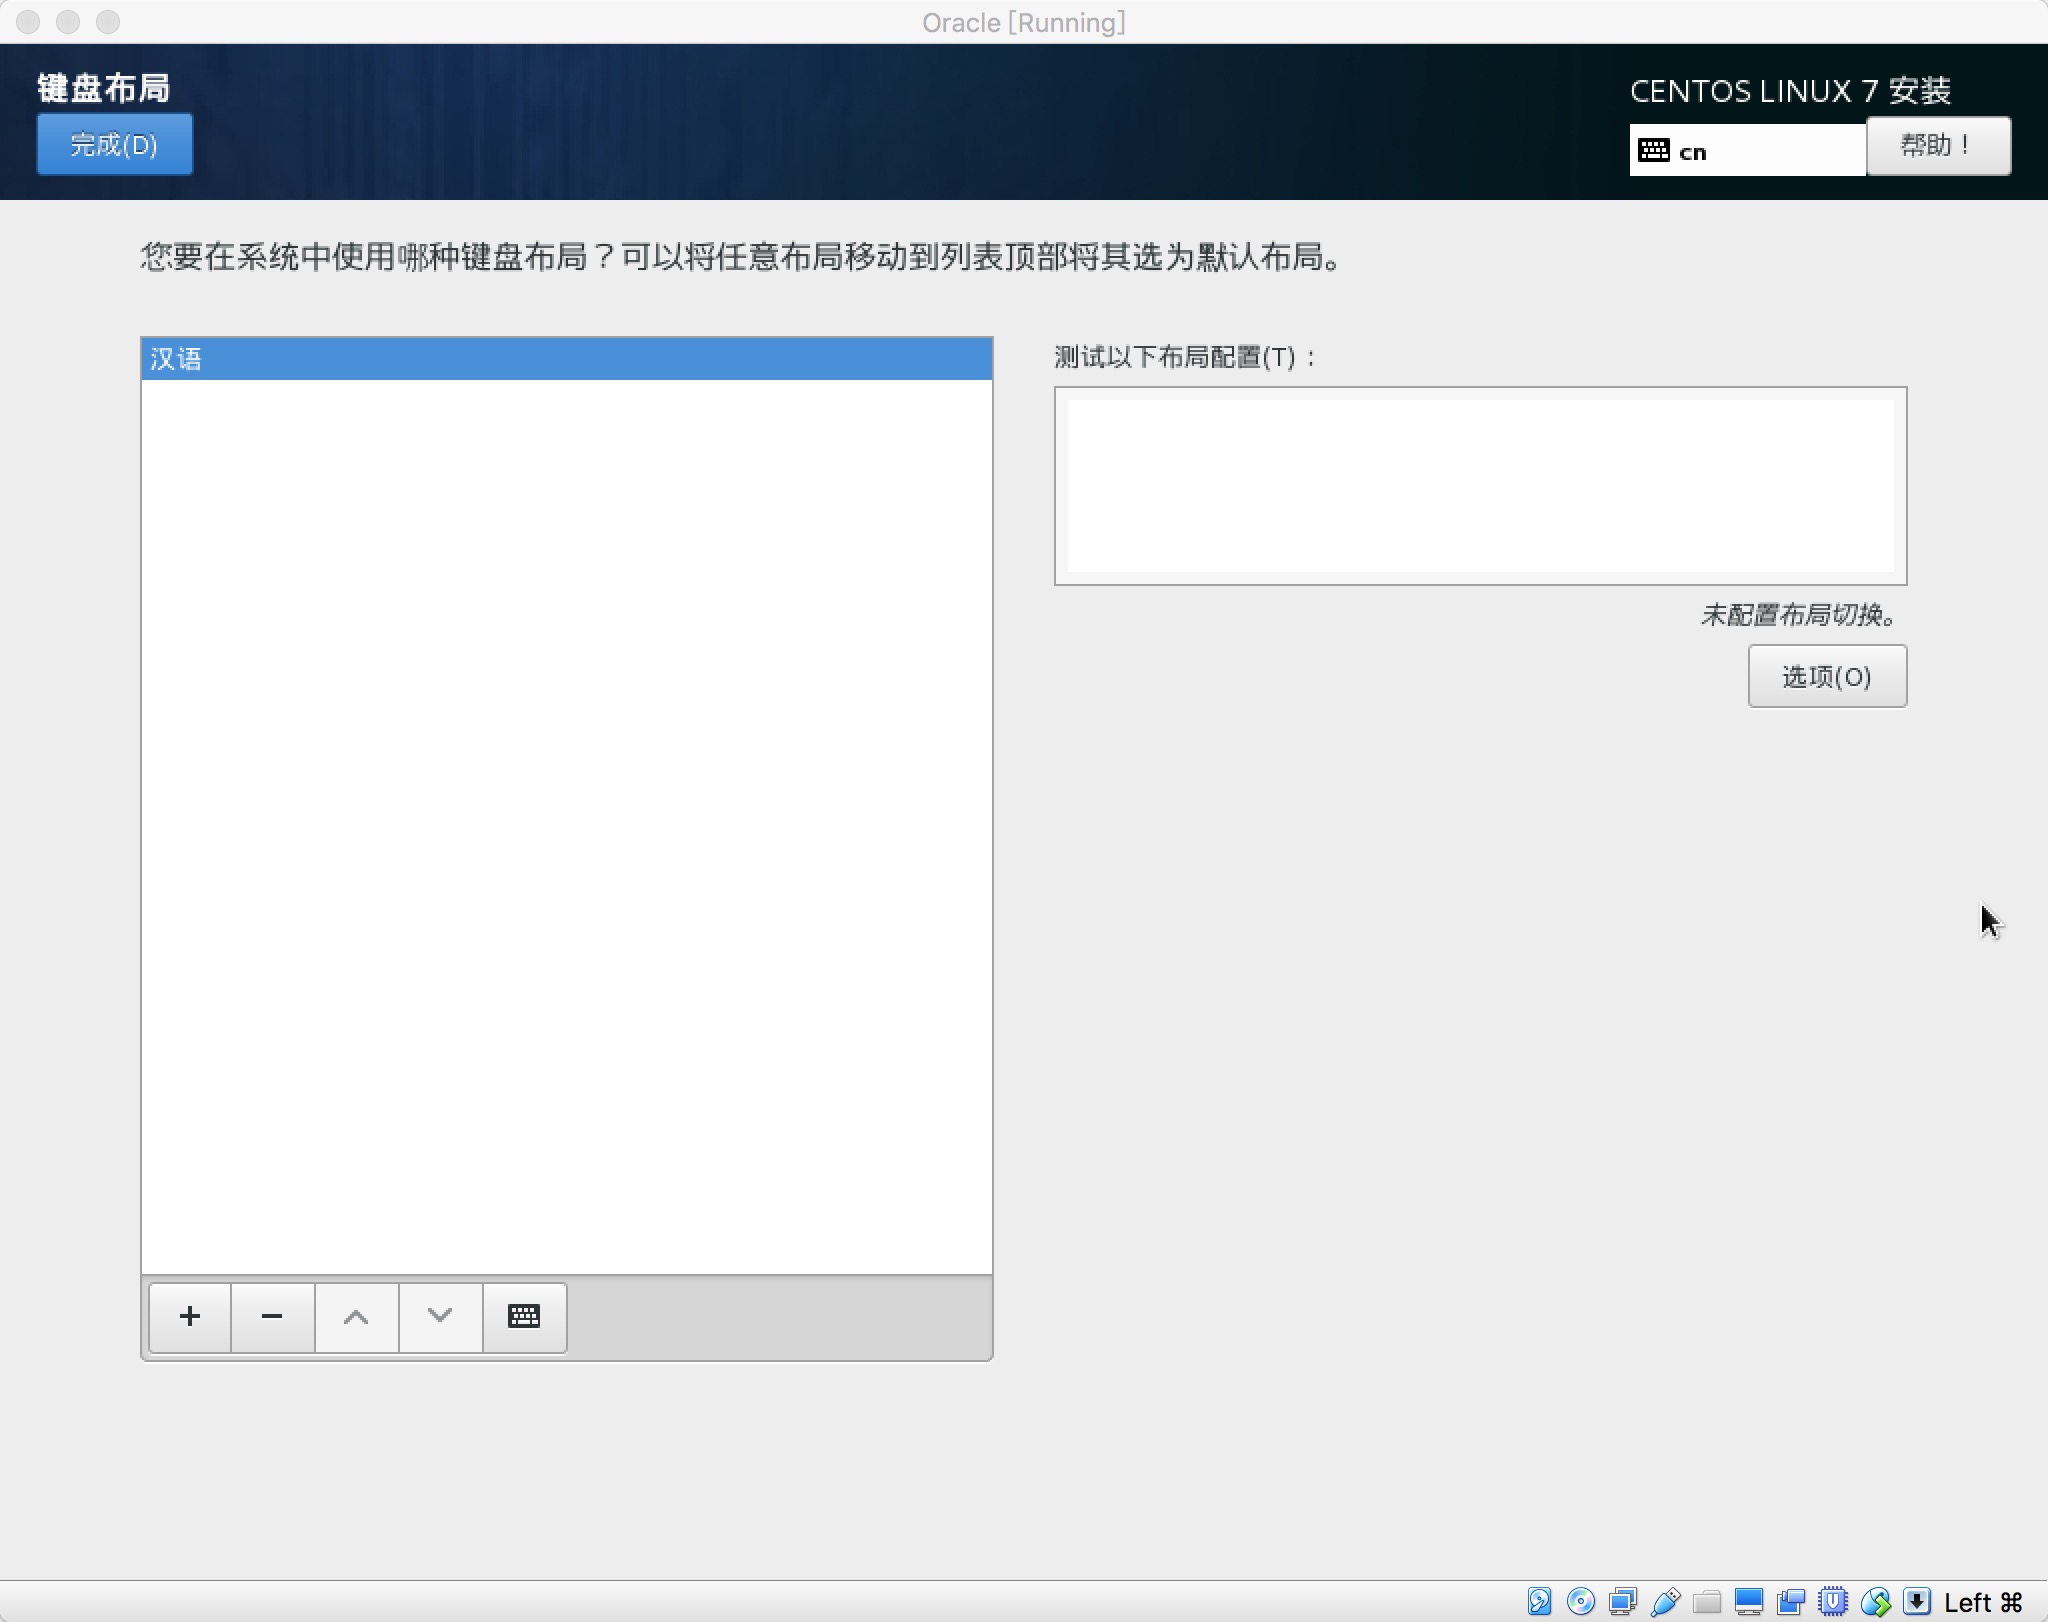 Oracle [Running]
键盘布局
完成(D)
CENTOS LINUX 7 安装
cn
帮助！
您要在系统中使用哪种键盘布局？可以将任意布局移动到列表顶部将其选为默认布局。
汉语
测试以下布局配置(T)：
未配置布局切换。
选项(O)
Left ⌘